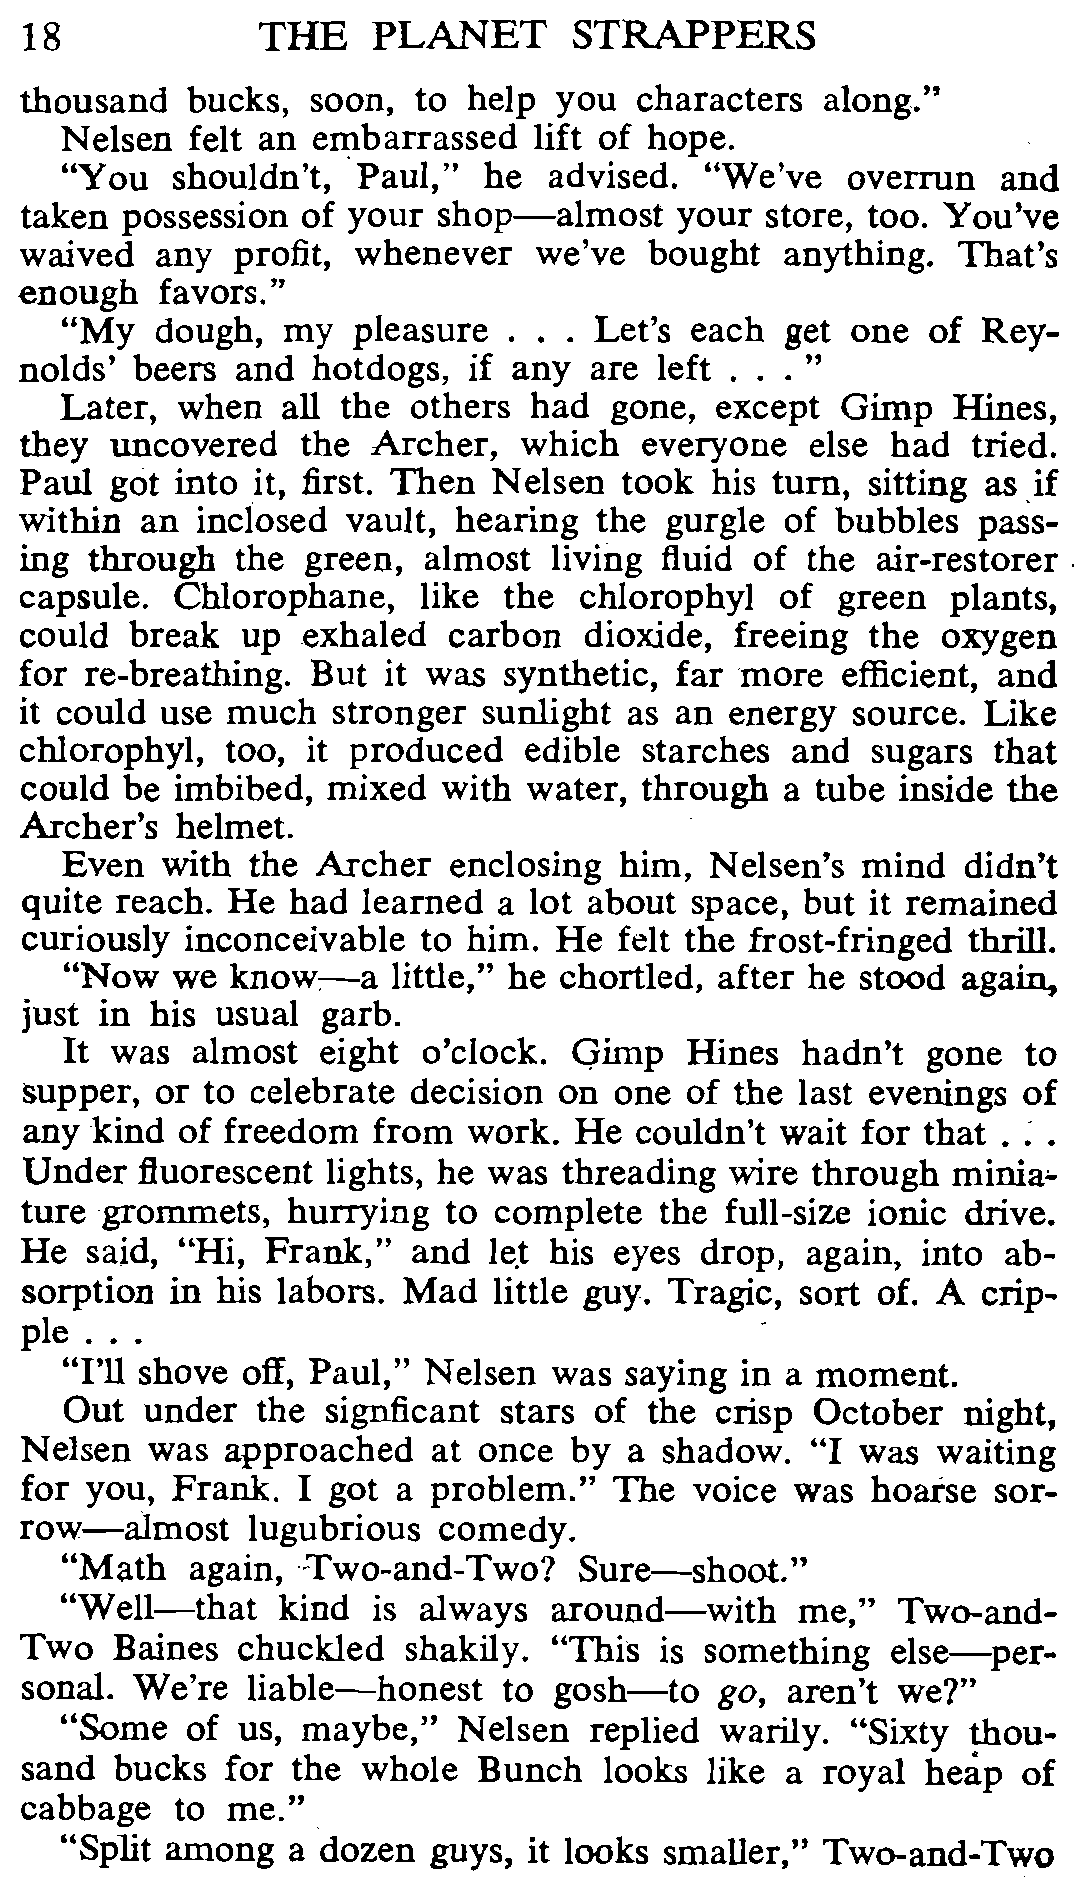 18 THE PLANET STRAPPERS
thousand bucks, soon, to help you characters along.”
Nelsen felt an embarrassed lift of hope.
“You shouldn’t, Paul,” he advised. “We’ve overrun and
taken possession of your shop—almost your store, too. You’ve
waived any profit, whenever we’ve bought anything. That’s
enough favors.”
“My dough, my pleasure . . . Let’s each get one of Rey-
nolds’ beers and hotdogs, if any are left . . . ”
Later, when all the others had gone, except Gimp Hines,
they uncovered the Archer, which everyone else had tried.
Paul got into it, first. Then Nelsen took his turn, sitting as if
within an inclosed vault, hearing the gurgle of bubbles pass-
ing through the green, almost living fluid of the air-restorer
capsule. Chlorophane, like the chlorophyl of green plants,
could break up exhaled carbon dioxide, freeing the oxygen
for re-breathing. But it was synthetic, far more efficient, and
it could use much stronger sunlight as an energy source. Like
chlorophyl, too, it produced edible starches and sugars that
could be imbibed, mixed with water, through a tube inside the
Archer’s helmet.
Even with the Archer enclosing him, Nelsen’s mind didn’t
quite reach. He had learned a lot about space, but it remained
curiously inconceivable to him. He felt the frost-fringed thrill.
“Now we know—a little,” he chortled, after he stood again,
just in his usual garb.
It was almost eight o’clock. Gimp Hines hadn’t gone to
supper, or to celebrate decision on one of the last evenings of
any kind of freedom from work. He couldn’t wait for that . . .
Under fluorescent lights, he was threading wire through minia-
ture grommets, hurrying to complete the full-size ionic drive.
He said, “Hi, Frank,” and let his eyes drop, again, into ab-
sorption in his labors. Mad little guy. Tragic, sort of. A crip-
ple . . .
“I’ll shove off, Paul,” Nelsen was saying in a moment.
Out under the signficant stars of the crisp October night,
Nelsen was approached at once by a shadow. “I was waiting
for you, Frank. I got a problem.” The voice was hoarse sor-
row—almost lugubrious comedy.
“Math again, Two-and-Two? Sure—shoot.”
“Well—that kind is always around—with me,” Two-and-
Two Baines chuckled shakily. “This is something else—per-
sonal. We’re liable—honest to gosh—to go, aren’t we?”
“Some of us, maybe,” Nelsen replied warily. “Sixty thou-
sand bucks for the whole Bunch looks like a royal heap of
cabbage to me.”
“Split among a dozen guys, it looks smaller,” Two-and-Two